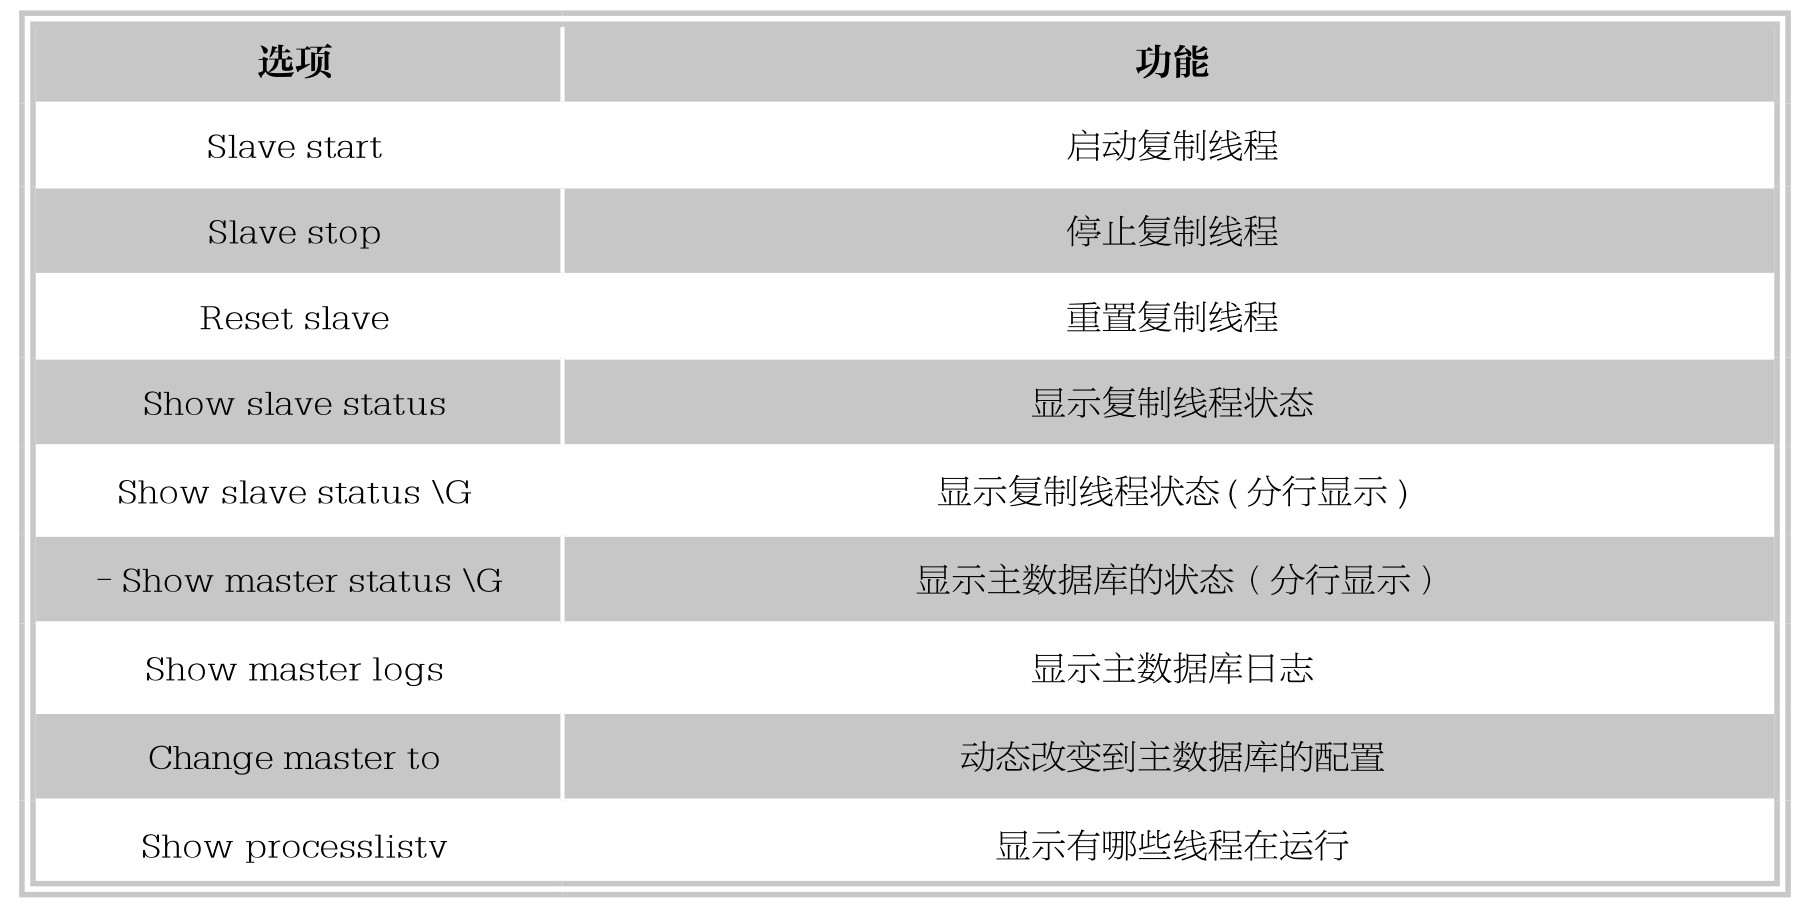 选项 功能
Slave start 启动复制线程
Slave stop 停止复制线程
Reset slave 重置复制线程
Show slave status 显示复制线程状态
Show slave status \G 显示复制线程状态(分行显示)
- Show master status \G 显示主数据库的状态（分行显示）
Show master logs 显示主数据库日志
Change master to 动态改变到主数据库的配置
Show processlistv 显示有哪些线程在运行